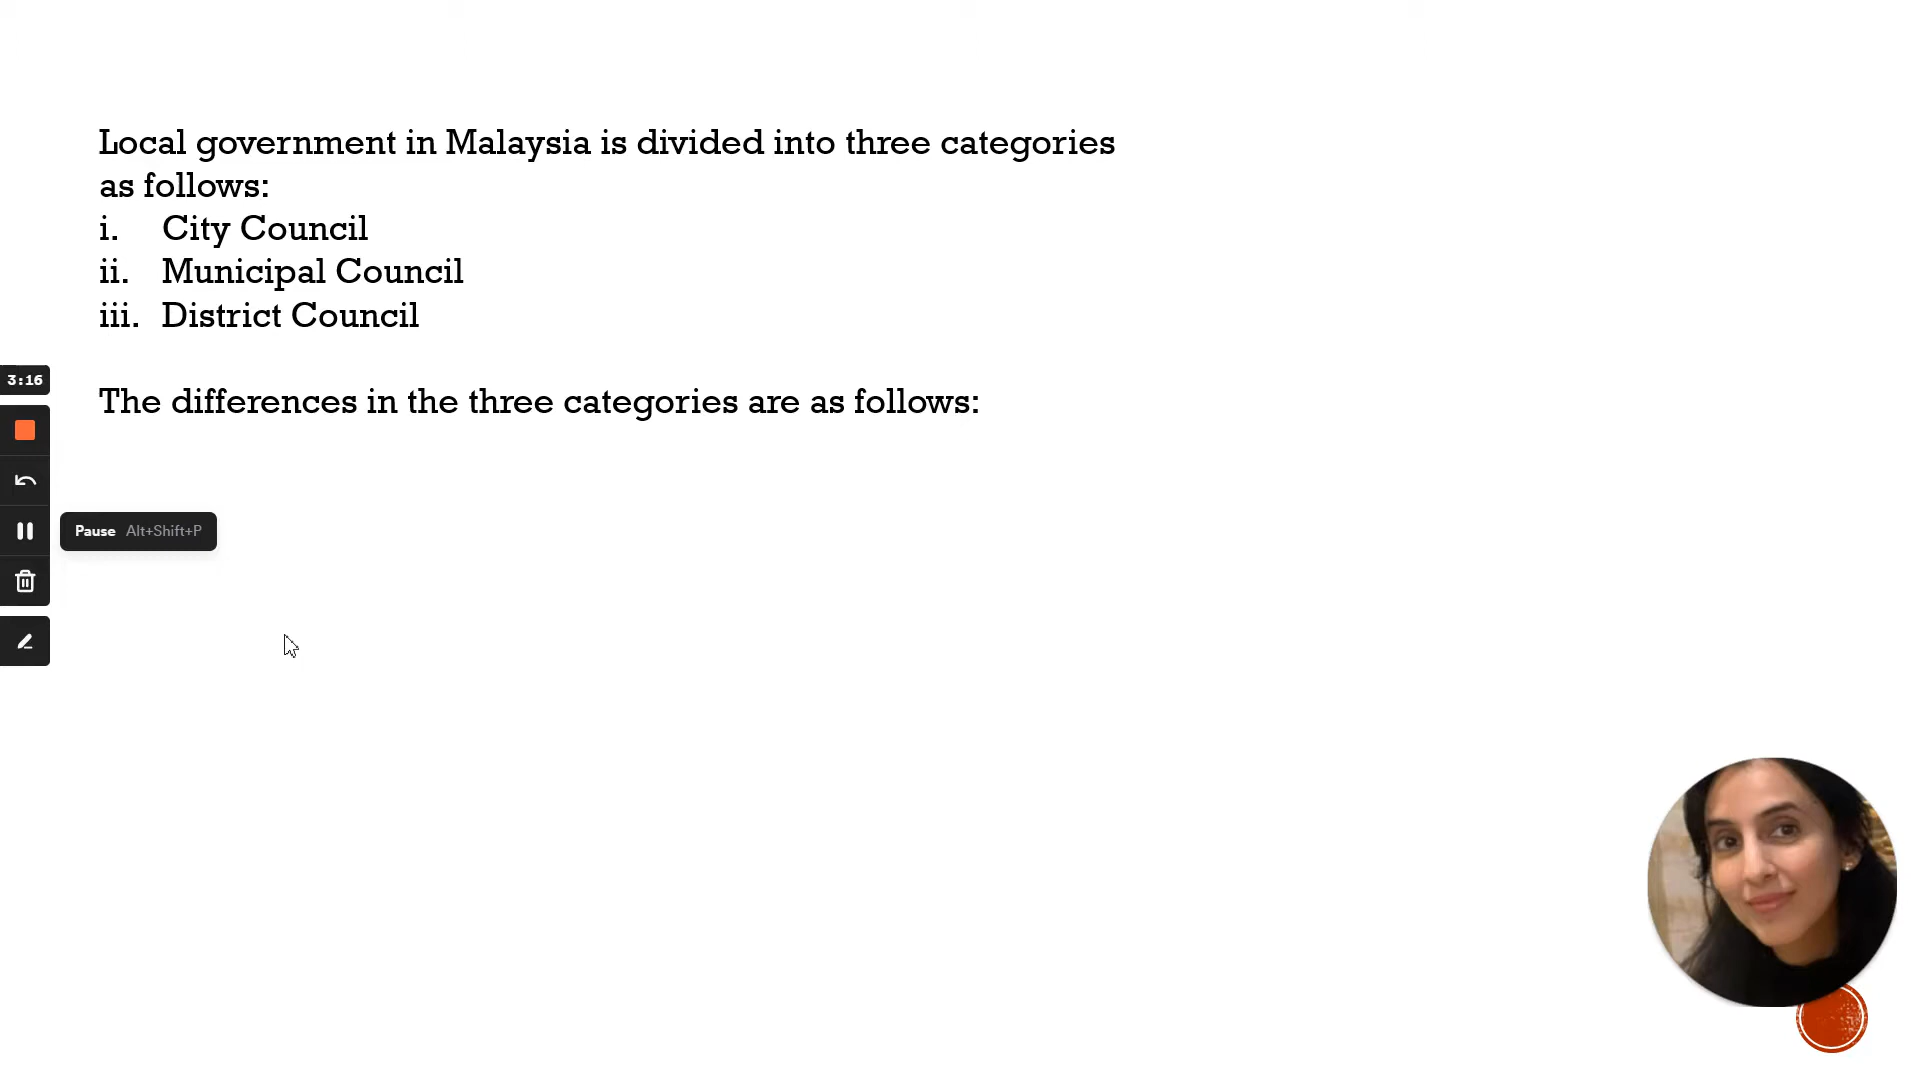 Local government in Malaysia is divided into three categories
as follows:
i. City Council
ii. Municipal Council
iii. District Council
3:16
The differences in the three categories are as follows:
Pause Alt+Shift+P